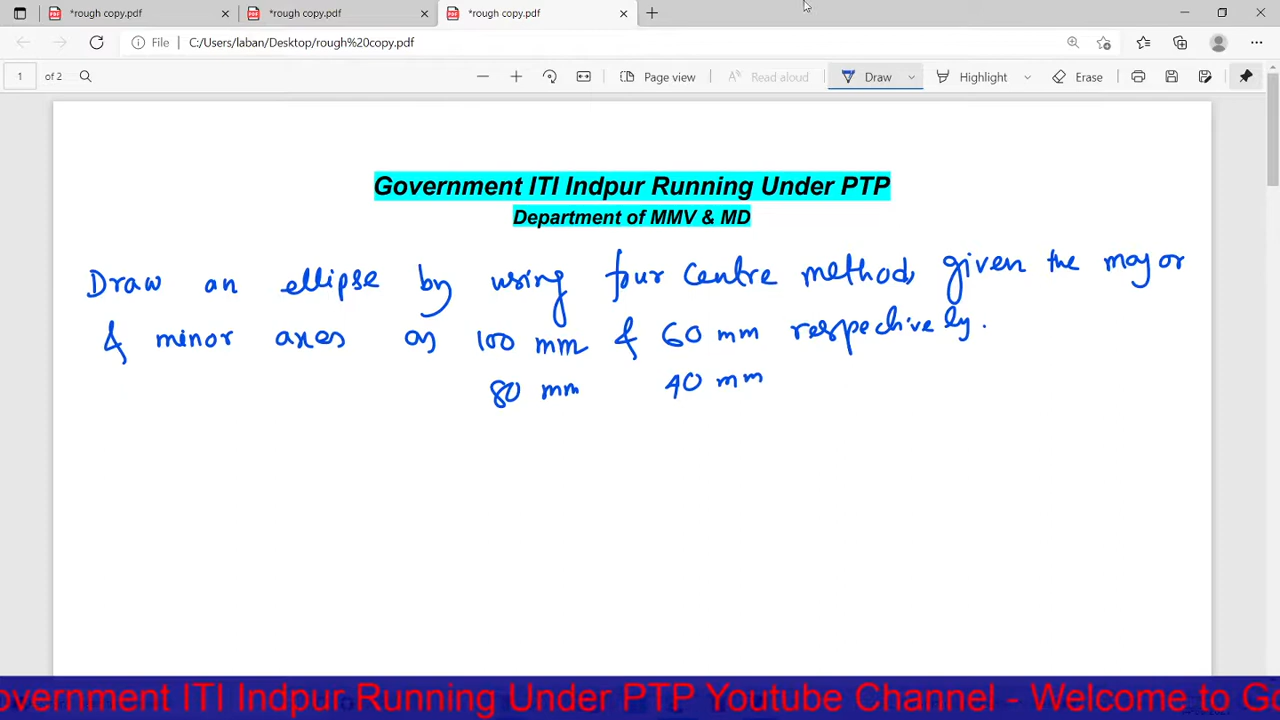 *rough copy.pdf *rough copy.pdf *rough copy.pdf
File C:/Users/laban/Desktop/rough%20copy.pdf
1 of 2 Page view Read aloud Draw Highlight Erase
Government ITI Indpur Running Under PTP
Department of MMV & MD
Draw an ellipse by using four centre method, given the major
& minor axes as 100 mm & 60 mm respectively.
80 mm 40 mm
overnment ITI Indpur Running Under PTP Youtube Channel - Welcome to Go